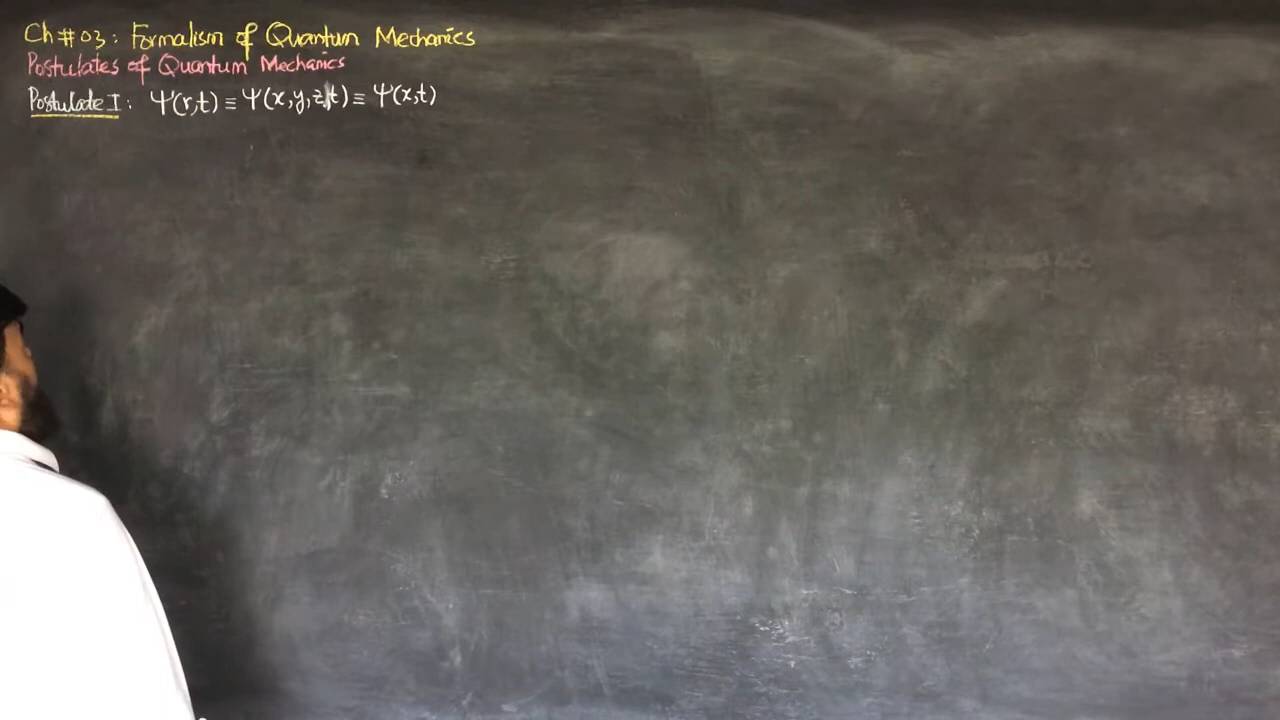 Ch # 03: Formalism of Quantum Mechanics
Postulates of Quantum Mechanics
Postulate I: Ψ(r,t) ≡ Ψ(x,y,z,t) ≡ Ψ(x,t)